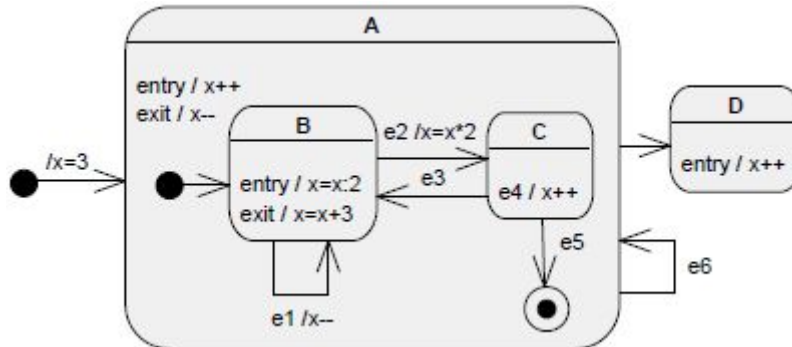 A
entry / x++
exit / x--
/x=3
B
entry / x=x:2
exit / x=x+3
e1 /x--
e2 /x=x*2
e3
C
e4 / x++
e5
D
entry / x++
e6